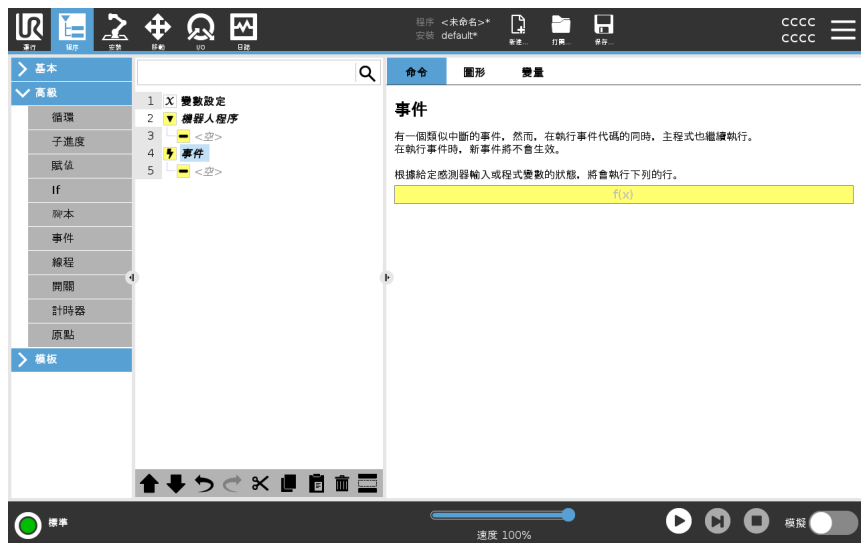 UR
運行
程序
安裝
移動
I/O
日誌
程序 <未命名>*
安裝 default*
新建...
打開...
保存...
CCCC
CCCC
基本
高級
循環
子進度
賦值
If
腳本
事件
線程
開關
計時器
原點
模板
1 X 變數設定
2 機器人程序
3 <空>
4 事件
5 <空>
命令 圖形 變量
事件
有一個類似中斷的事件，然而，在執行事件代碼的同時，主程式也繼續執行。
在執行事件時，新事件將不會生效。
根據給定感測器輸入或程式變數的狀態，將會執行下列的行。
f(x)
標準
速度 100%
模擬